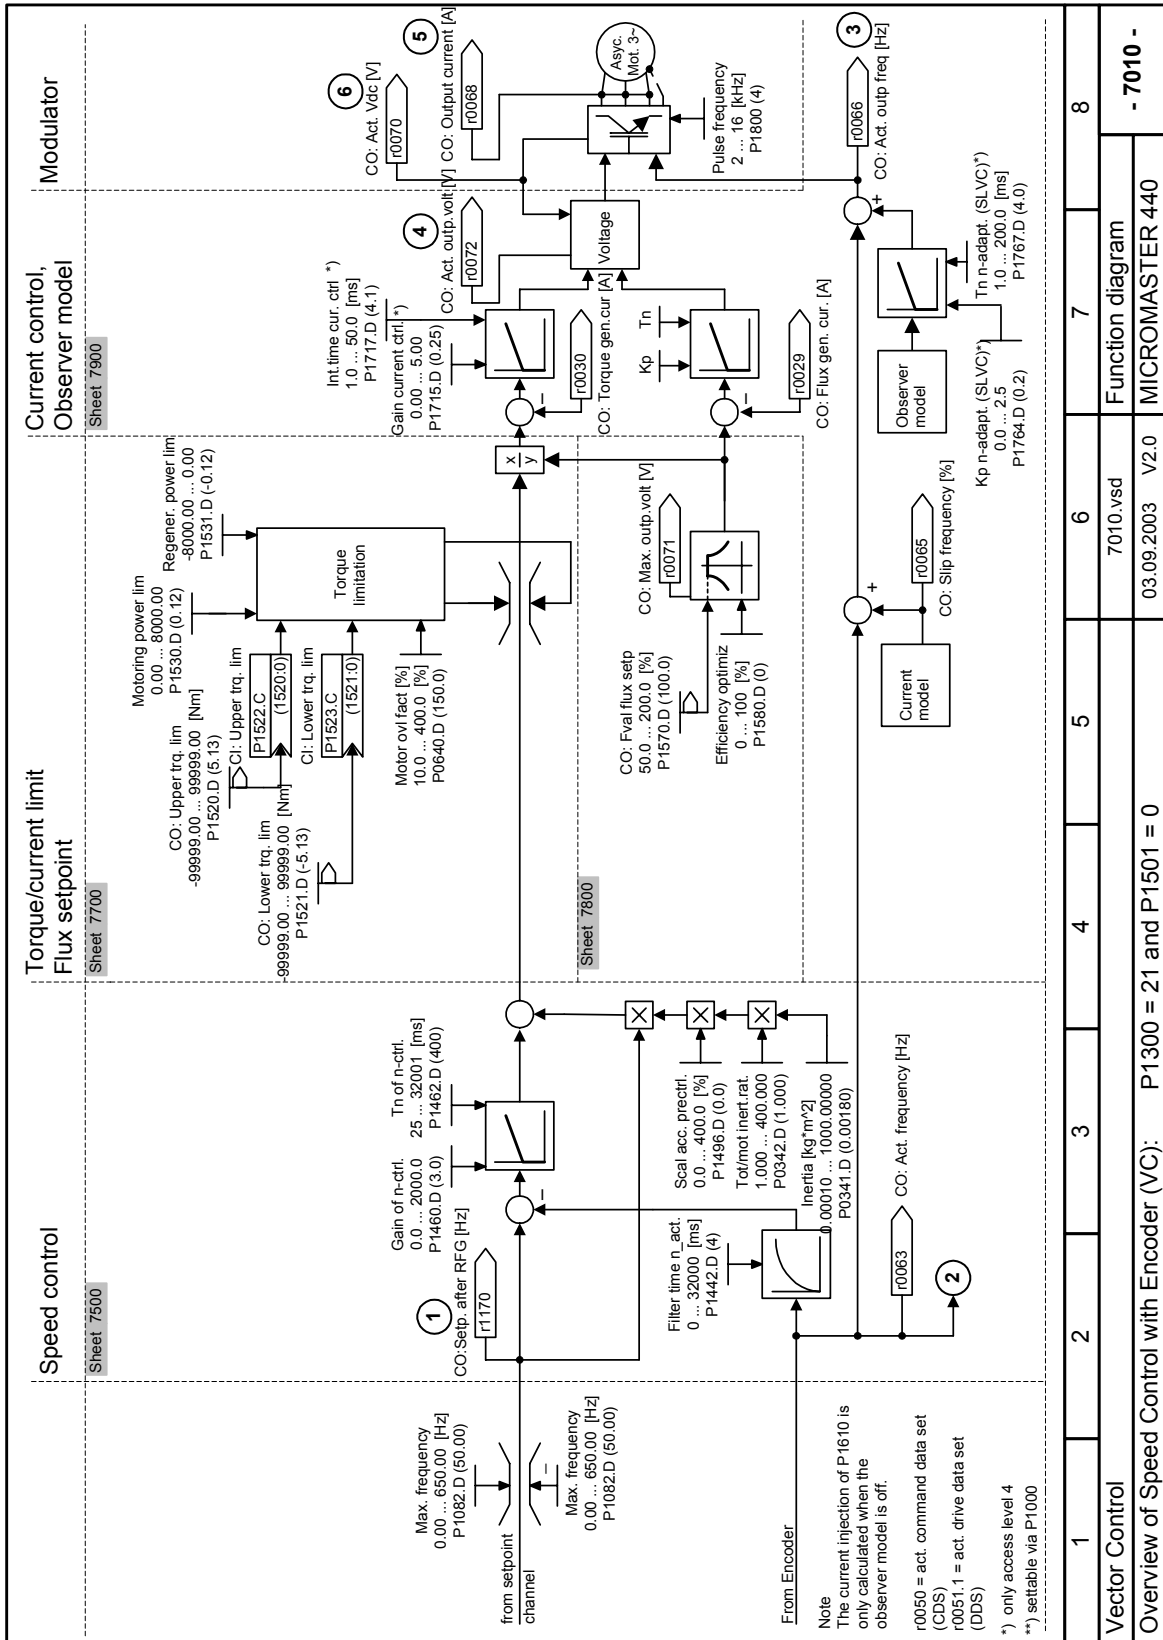 Speed control
Torque/current limit
Flux setpoint
Current control,
Observer model
Modulator
Sheet 7500
Sheet 7700
Sheet 7900
Sheet 7800
Max. frequency
0.00 ... 650.00 [Hz]
P1082.D (50.00)
from setpoint
channel
Max. frequency
0.00 ... 650.00 [Hz]
P1082.D (50.00)
1
CO:Setp. after RFG [Hz]
r1170
Gain of n-ctrl.
0.0 ... 2000.0
P1460.D (3.0)
Tn of n-ctrl.
25 ... 32001 [ms]
P1462.D (400)
Filter time n_act.
0 ... 32000 [ms]
P1442.D (4)
Scal acc. prectrl.
0.0 ... 400.0 [%]
P1496.D (0.0)
Tot/mot inert.rat.
1.000 ... 400.000
P0342.D (1.000)
Inertia [kg*m^2]
0.00010 ... 1000.00000
P0341.D (0.00180)
From Encoder
CO: Act. frequency [Hz]
r0063
2
CO: Upper trq. lim
-99999.00 ... 99999.00 [Nm]
P1520.D (5.13)
CI: Upper trq. lim
P1522.C
(1520:0)
CO: Lower trq. lim
-99999.00 ... 99999.00 [Nm]
P1521.D (-5.13)
CI: Lower trq. lim
P1523.C
(1521:0)
Motoring power lim
0.00 ... 8000.00
P1530.D (0.12)
Regener. power lim
-8000.00 ... 0.00
P1531.D (-0.12)
Motor ovl fact [%]
10.0 ... 400.0 [%]
P0640.D (150.0)
Torque
limitation
x
y
CO: Fval flux setp
50.0 ... 200.0 [%]
P1570.D (100.0)
Efficiency optimiz
0 ... 100 [%]
P1580.D (0)
CO: Max. outp.volt [V]
r0071
Int.time cur. ctrl *)
1.0 ... 50.0 [ms]
P1717.D (4.1)
Gain current ctrl. *)
0.00 ... 5.00
P1715.D (0.25)
r0030
CO: Torque gen.cur [A]
Kp
Tn
r0029
CO: Flux gen. cur. [A]
Voltage
4
CO: Act. outp.volt [V]
r0072
6
CO: Act. Vdc [V]
r0070
5
CO: Output current [A]
r0068
Asyc.
Mot. 3~
Pulse frequency
2 ... 16 [kHz]
P1800 (4)
3
CO: Act. outp freq [Hz]
r0066
Current
model
r0065
CO: Slip frequency [%]
+
Observer
model
+
Kp n-adapt. (SLVC)*)
0.0 ... 2.5
P1764.D (0.2)
Tn n-adapt. (SLVC)*)
1.0 ... 200.0 [ms]
P1767.D (4.0)
Note
The current injection of P1610 is
only calculated when the
observer model is off.
r0050 = act. command data set
(CDS)
r0051.1 = act. drive data set
(DDS)
*) only access level 4
**) settable via P1000
1 2 3 4 5 6 7 8
Vector Control 7010.vsd Function diagram - 7010 -
Overview of Speed Control with Encoder (VC): P1300 = 21 and P1501 = 0 03.09.2003 V2.0 MICROMASTER 440